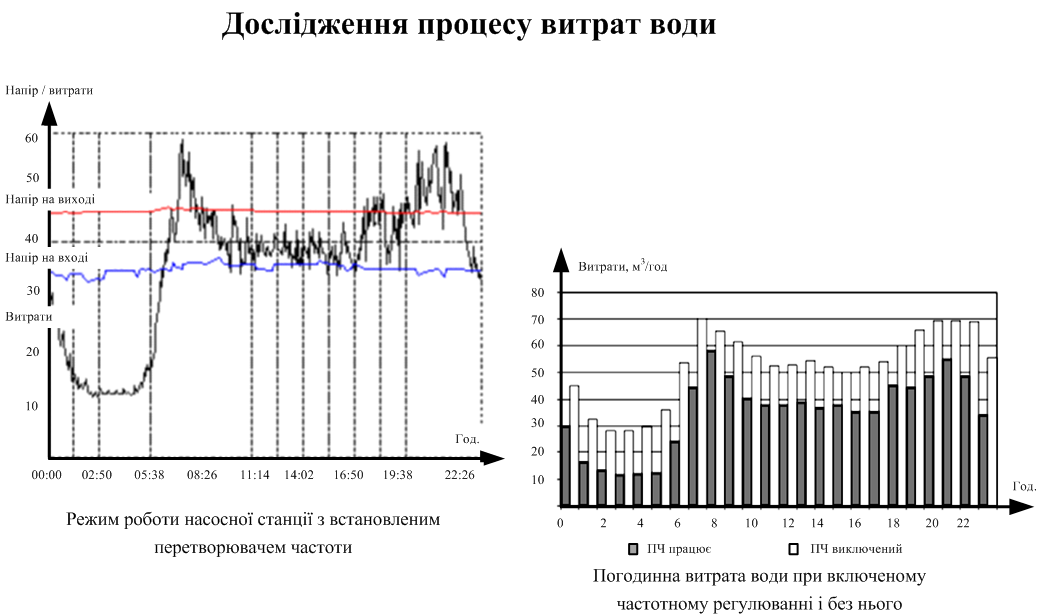 Дослідження процесу витрат води
Напір / витрати
60
50
Напір на виході
40
Напір на вході
30
Витрати
20
10
Год.
00:00 02:50 05:38 08:26 11:14 14:02 16:50 19:38 22:26
Режим роботи насосної станції з встановленим
перетворювачем частоти
Витрати, м³/год
80
70
60
50
40
30
20
10
Год.
0 2 4 6 8 10 12 14 16 18 20 22
ПЧ працює ПЧ виключений
Погодинна витрата води при включеному
частотному регулюванні і без нього